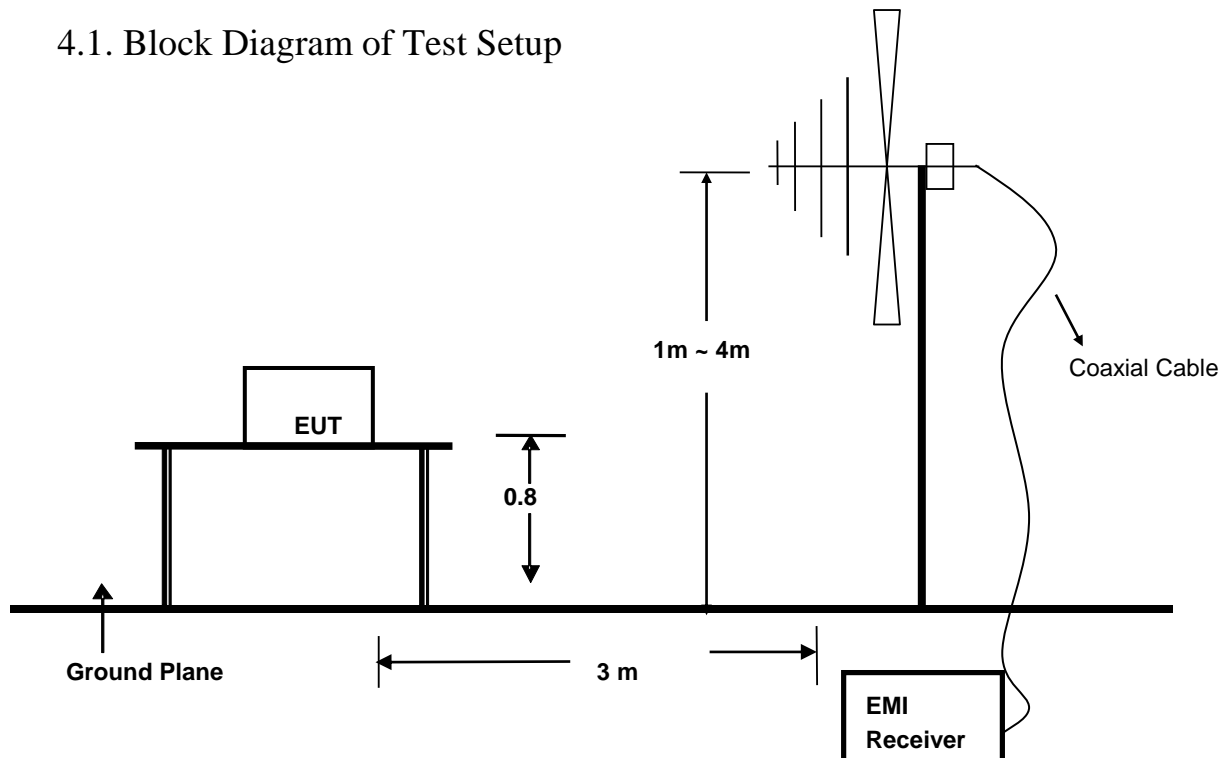 4.1. Block Diagram of Test Setup
1m ~ 4m
Coaxial Cable
EUT
0.8
Ground Plane
3 m
EMI
Receiver